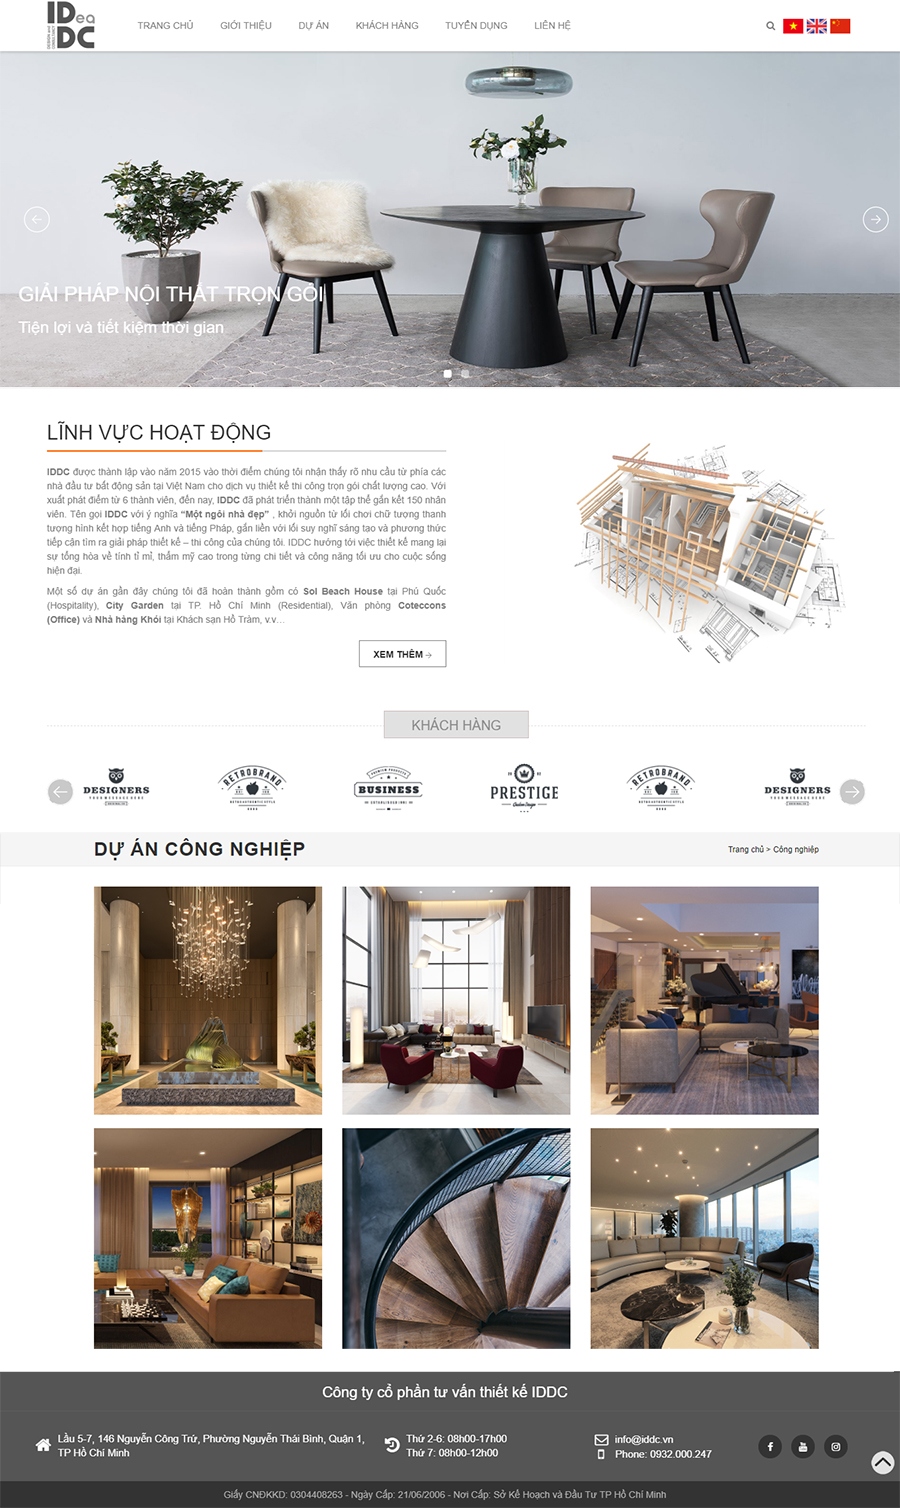 IDea
DC
TRANG CHỦ
GIỚI THIỆU
DỰ ÁN
KHÁCH HÀNG
TUYỂN DỤNG
LIÊN HỆ
GIẢI PHÁP NỘI THẤT TRỌN GÓI
Tiện lợi và tiết kiệm thời gian
LĨNH VỰC HOẠT ĐỘNG
IDDC được thành lập vào năm 2015 vào thời điểm chúng tôi nhận thấy rõ nhu cầu từ phía các
nhà đầu tư bất động sản tại Việt Nam cho dịch vụ thiết kế thi công trọn gói chất lượng cao. Với
xuất phát điểm từ 6 thành viên, đến nay, IDDC đã phát triển thành một tập thể gắn kết 150 nhân
viên. Tên gọi IDDC với ý nghĩa “Một ngôi nhà đẹp” , khởi nguồn từ lối chơi chữ tượng thanh
tượng hình kết hợp tiếng Anh và tiếng Pháp, gắn liền với lối suy nghĩ sáng tạo và phương thức
tiếp cận tìm ra giải pháp thiết kế – thi công của chúng tôi. IDDC hướng tới việc thiết kế mang lại
sự tổng hòa về tính tỉ mỉ, thẩm mỹ cao trong từng chi tiết và công năng tối ưu cho cuộc sống
hiện đại.
Một số dự án gần đây chúng tôi đã hoàn thành gồm có Sol Beach House tại Phú Quốc
(Hospitality), City Garden tại TP. Hồ Chí Minh (Residential), Văn phòng Coteccons
(Office) và Nhà hàng Khói tại Khách sạn Hồ Tràm, v.v…
XEM THÊM
KHÁCH HÀNG
DESIGNERS
YOUR MESSAGE HERE
RETROBRAND
RETRO AUTHENTIC STYLE
PREMIUM PRODUCTS
BUSINESS
PRESTIGE
RETROBRAND
RETRO AUTHENTIC STYLE
DESIGNERS
YOUR MESSAGE HERE
DỰ ÁN CÔNG NGHIỆP
Trang chủ > Công nghiệp
Công ty cổ phần tư vấn thiết kế IDDC
Lầu 5-7, 146 Nguyễn Công Trứ, Phường Nguyễn Thái Bình, Quận 1,
TP Hồ Chí Minh
Thứ 2-6: 08h00-17h00
Thứ 7: 08h00-12h00
info@iddc.vn
Phone: 0932.000.247
Giấy CNĐKKD: 0304408263 - Ngày Cấp: 21/06/2006 - Nơi Cấp: Sở Kế Hoạch và Đầu Tư TP Hồ Chí Minh